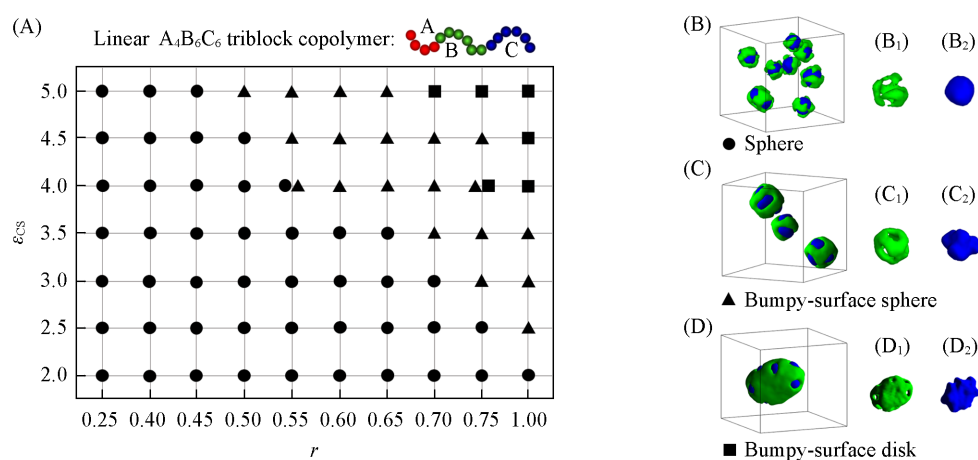 (A)
Linear A₄B₆C₆ triblock copolymer:
A
B
C
5.0
4.5
4.0
3.5
3.0
2.5
2.0
εCS
0.25 0.40 0.45 0.50 0.55 0.60 0.65 0.70 0.75 1.00
r
(B) (B₁) (B₂)
Sphere
(C) (C₁) (C₂)
Bumpy-surface sphere
(D) (D₁) (D₂)
Bumpy-surface disk